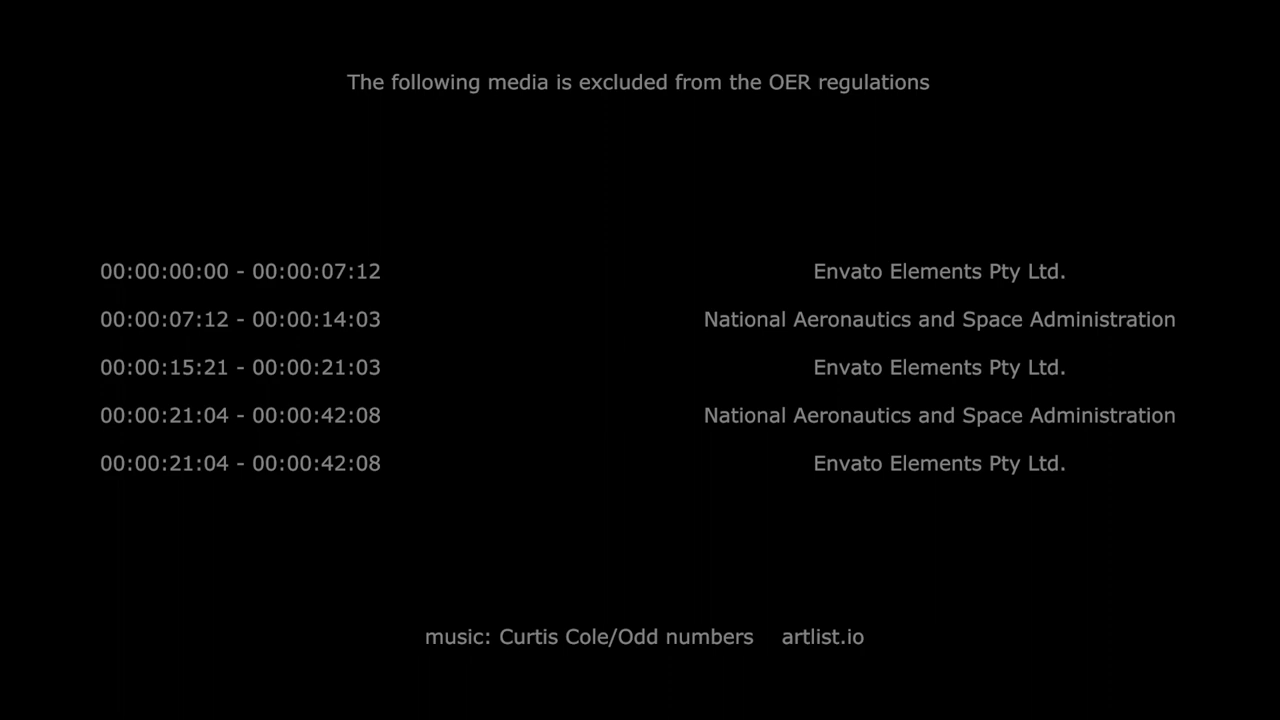 The following media is excluded from the OER regulations
00:00:00:00 - 00:00:07:12 Envato Elements Pty Ltd.
00:00:07:12 - 00:00:14:03 National Aeronautics and Space Administration
00:00:15:21 - 00:00:21:03 Envato Elements Pty Ltd.
00:00:21:04 - 00:00:42:08 National Aeronautics and Space Administration
00:00:21:04 - 00:00:42:08 Envato Elements Pty Ltd.
music: Curtis Cole/Odd numbers artlist.io